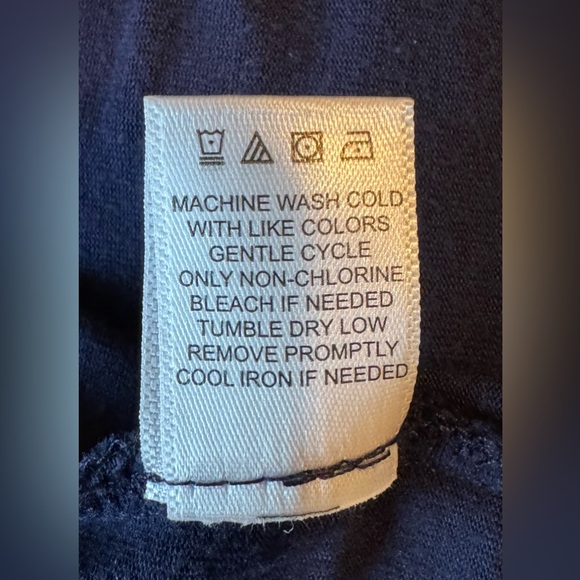 MACHINE WASH COLD
WITH LIKE COLORS
GENTLE CYCLE
ONLY NON-CHLORINE
BLEACH IF NEEDED
TUMBLE DRY LOW
REMOVE PROMPTLY
COOL IRON IF NEEDED